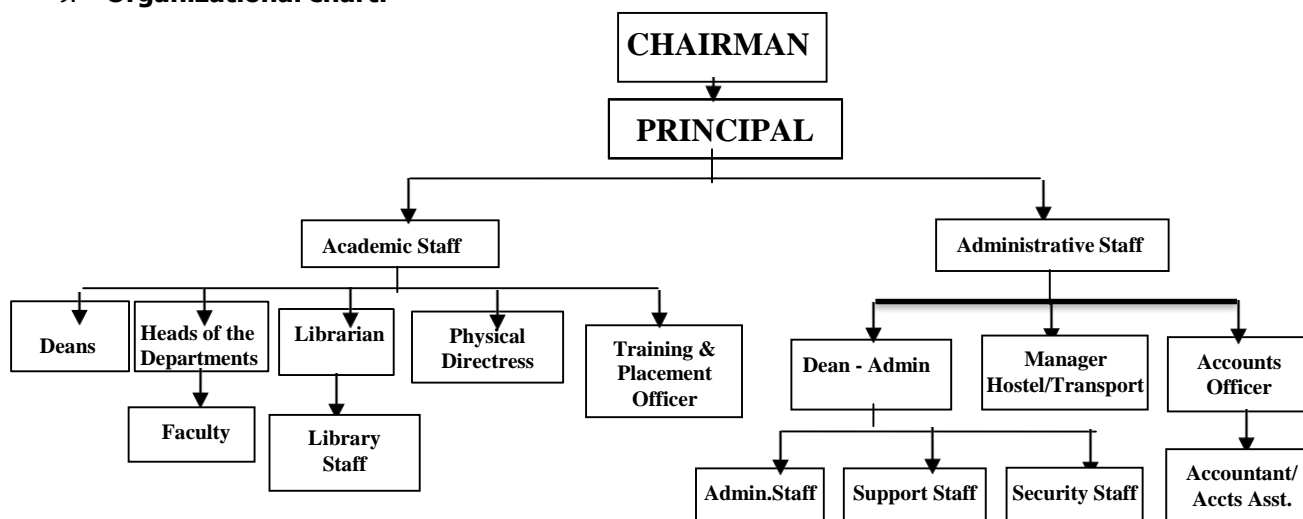 Organizational Chart:
CHAIRMAN
PRINCIPAL
Academic Staff
Administrative Staff
Deans
Heads of the
Departments
Librarian
Physical
Directress
Training &
Placement
Officer
Dean - Admin
Manager
Hostel/Transport
Accounts
Officer
Faculty
Library
Staff
Admin.Staff
Support Staff
Security Staff
Accountant/
Accts Asst.